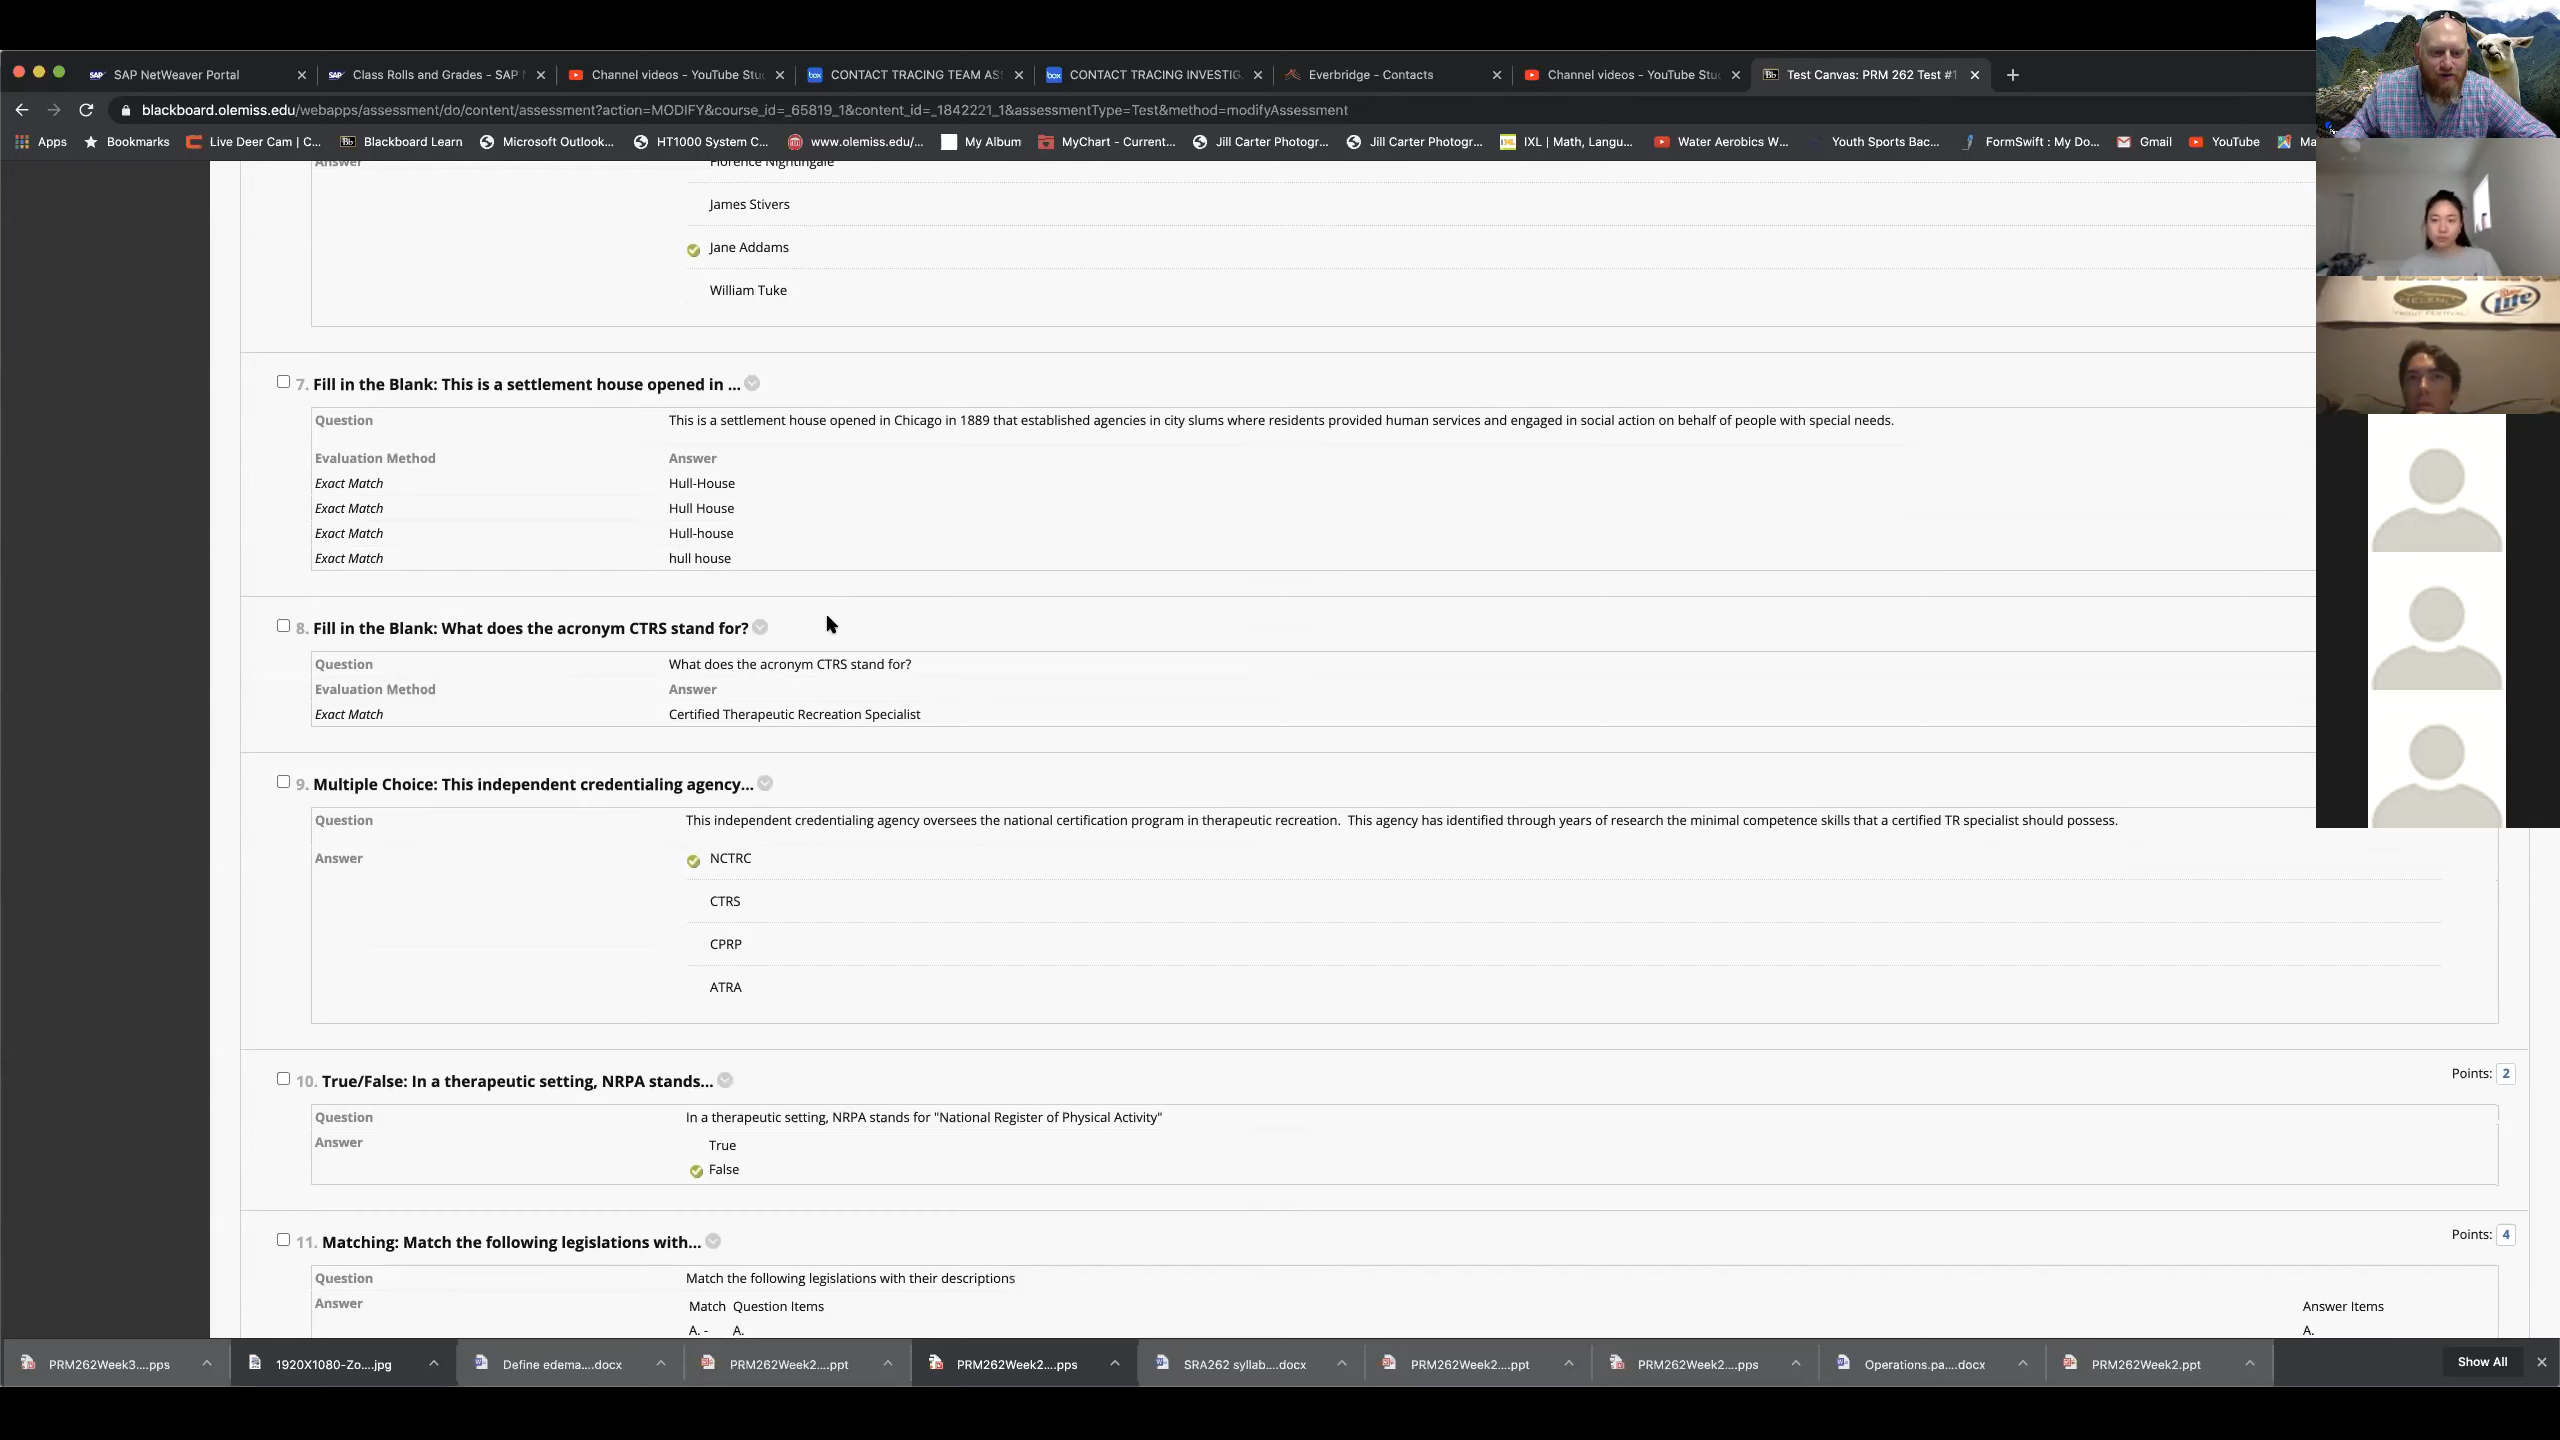 SAP NetWeaver Portal
Class Rolls and Grades - SAP
Channel videos - YouTube Stu
CONTACT TRACING TEAM AS
CONTACT TRACING INVESTIG
Everbridge - Contacts
Channel videos - YouTube Stu
Test Canvas: PRM 262 Test #1
blackboard.olemiss.edu/webapps/assessment/do/content/assessment?action=MODIFY&course_id=_65819_1&content_id=_1842221_1&assessmentType=Test&method=modifyAssessment
Apps
Bookmarks
Live Deer Cam | C...
Blackboard Learn
Microsoft Outlook...
HT1000 System C...
www.olemiss.edu/...
My Album
MyChart - Current...
Jill Carter Photogr...
Jill Carter Photogr...
IXL | Math, Langu...
Water Aerobics W...
Youth Sports Bac...
FormSwift : My Do...
Gmail
YouTube
Ma
Answer
Florence Nightingale
James Stivers
Jane Addams
William Tuke
7. Fill in the Blank: This is a settlement house opened in ...
Question This is a settlement house opened in Chicago in 1889 that established agencies in city slums where residents provided human services and engaged in social action on behalf of people with special needs.
Evaluation Method Answer
Exact Match Hull-House
Exact Match Hull House
Exact Match Hull-house
Exact Match hull house
8. Fill in the Blank: What does the acronym CTRS stand for?
Question What does the acronym CTRS stand for?
Evaluation Method Answer
Exact Match Certified Therapeutic Recreation Specialist
9. Multiple Choice: This independent credentialing agency...
Question This independent credentialing agency oversees the national certification program in therapeutic recreation. This agency has identified through years of research the minimal competence skills that a certified TR specialist should possess.
Answer NCTRC
CTRS
CPRP
ATRA
10. True/False: In a therapeutic setting, NRPA stands... Points: 2
Question In a therapeutic setting, NRPA stands for "National Register of Physical Activity"
Answer True
False
11. Matching: Match the following legislations with... Points: 4
Question Match the following legislations with their descriptions
Answer Match Question Items Answer Items
A. - A. A.
PRM262Week3....pps
1920X1080-Zo....jpg
Define edema....docx
PRM262Week2....ppt
PRM262Week2....pps
SRA262 syllab....docx
PRM262Week2....ppt
PRM262Week2....pps
Operations.pa....docx
PRM262Week2.ppt
Show All
Lite